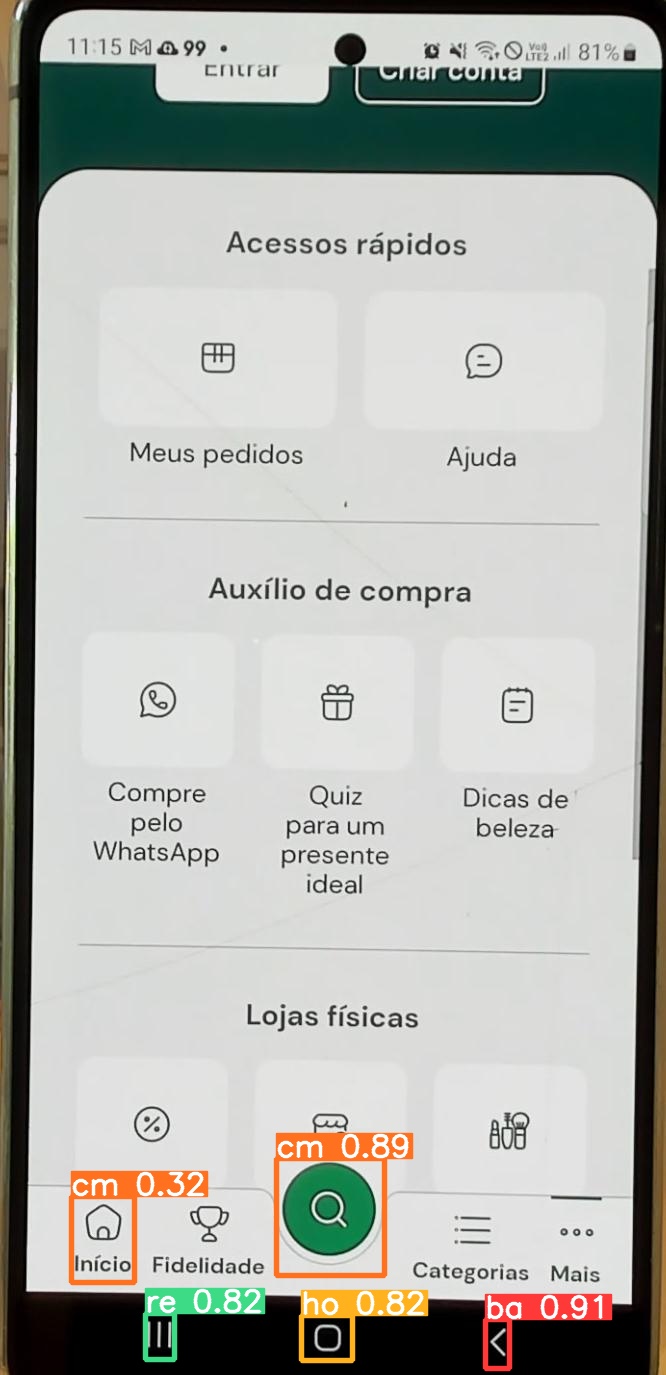 11:15 99 Vo)) LTE2 81%
Entrar Criar conta
Acessos rápidos
Meus pedidos Ajuda
Auxílio de compra
Compre
pelo
WhatsApp
Quiz
para um
presente
ideal
Dicas de
beleza
Lojas físicas
cm 0.89
cm 0.32
Início Fidelidade Categorias Mais
re 0.82 ho 0.82 ba 0.91